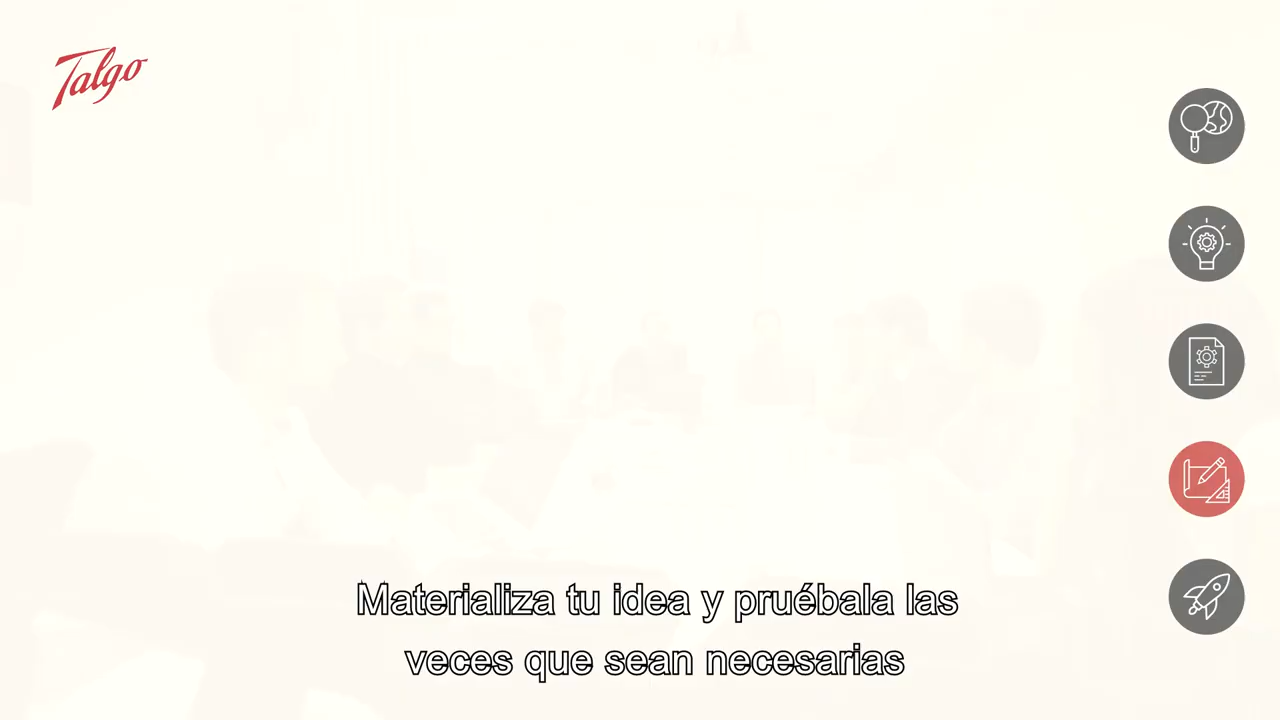 Talgo
Materializa tu idea y pruébala las
veces que sean necesarias